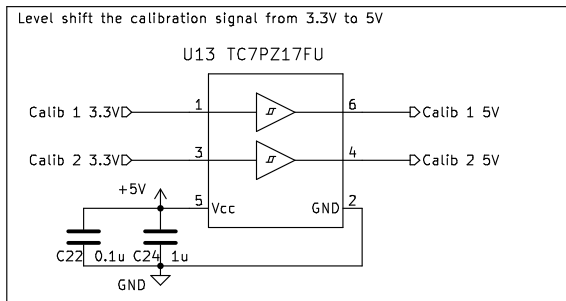 Level shift the calibration signal from 3.3V to 5V
U13 TC7PZ17FU
Calib 1 3.3V 1 6 Calib 1 5V
Calib 2 3.3V 3 4 Calib 2 5V
+5V 5 Vcc GND 2
C22 0.1u C24 1u
GND